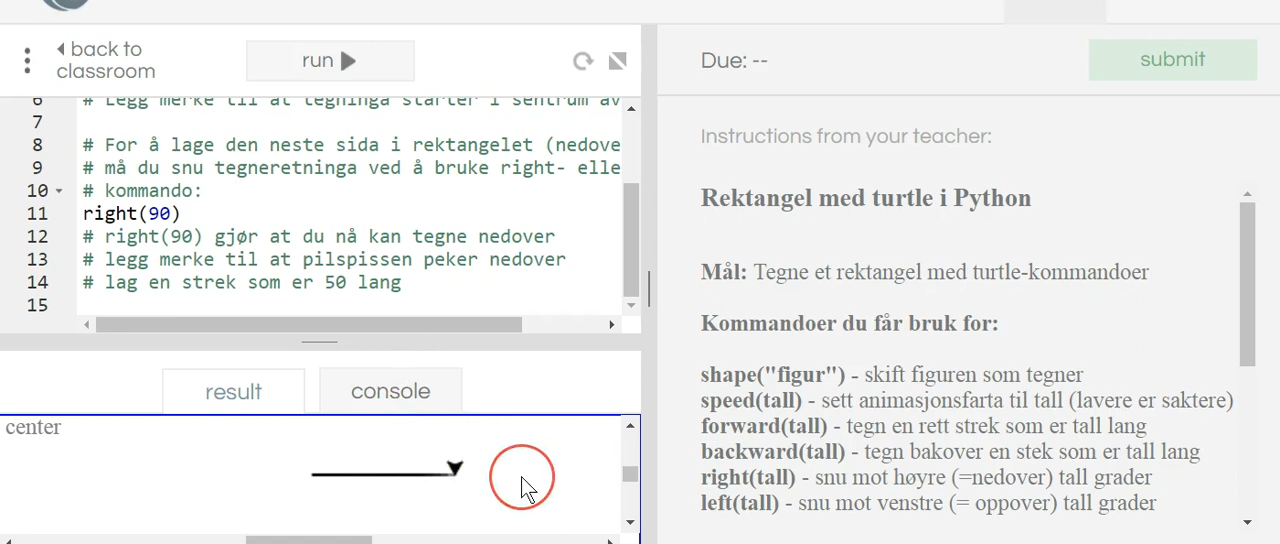 back to
classroom
run
Due: --
submit
6 # Legg merke til at tegninga starter i sentrum av
7
8 # For å lage den neste sida i rektangelet (nedove
9 # må du snu tegneretninga ved å bruke right- elle
10 # kommando:
11 right(90)
12 # right(90) gjør at du nå kan tegne nedover
13 # legg merke til at pilspissen peker nedover
14 # lag en strek som er 50 lang
15
result
console
center
Instructions from your teacher:
Rektangel med turtle i Python
Mål: Tegne et rektangel med turtle-kommandoer
Kommandoer du får bruk for:
shape("figur") - skift figuren som tegner
speed(tall) - sett animasjonsfarta til tall (lavere er saktere)
forward(tall) - tegn en rett strek som er tall lang
backward(tall) - tegn bakover en stek som er tall lang
right(tall) - snu mot høyre (=nedover) tall grader
left(tall) - snu mot venstre (= oppover) tall grader